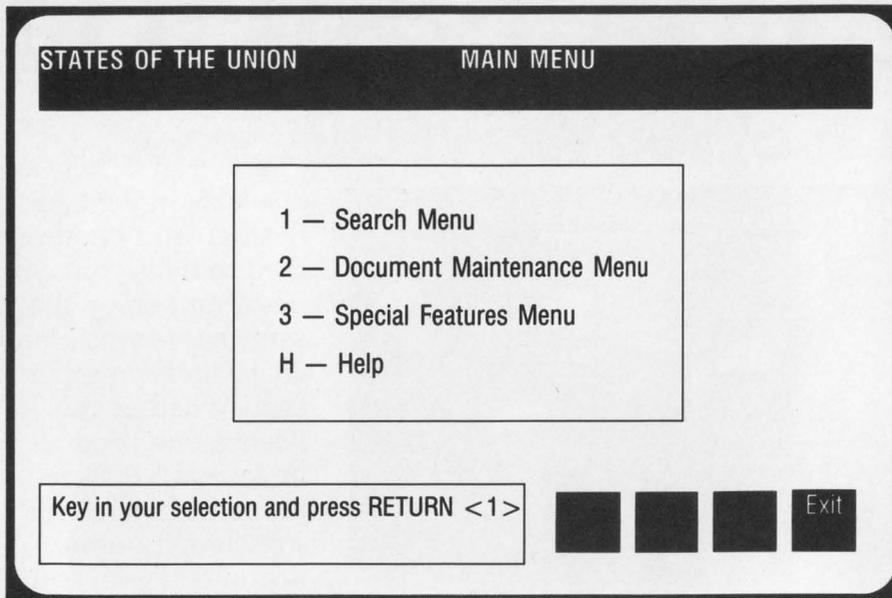 STATES OF THE UNION MAIN MENU
1 — Search Menu
2 — Document Maintenance Menu
3 — Special Features Menu
H — Help
Key in your selection and press RETURN <1>
Exit